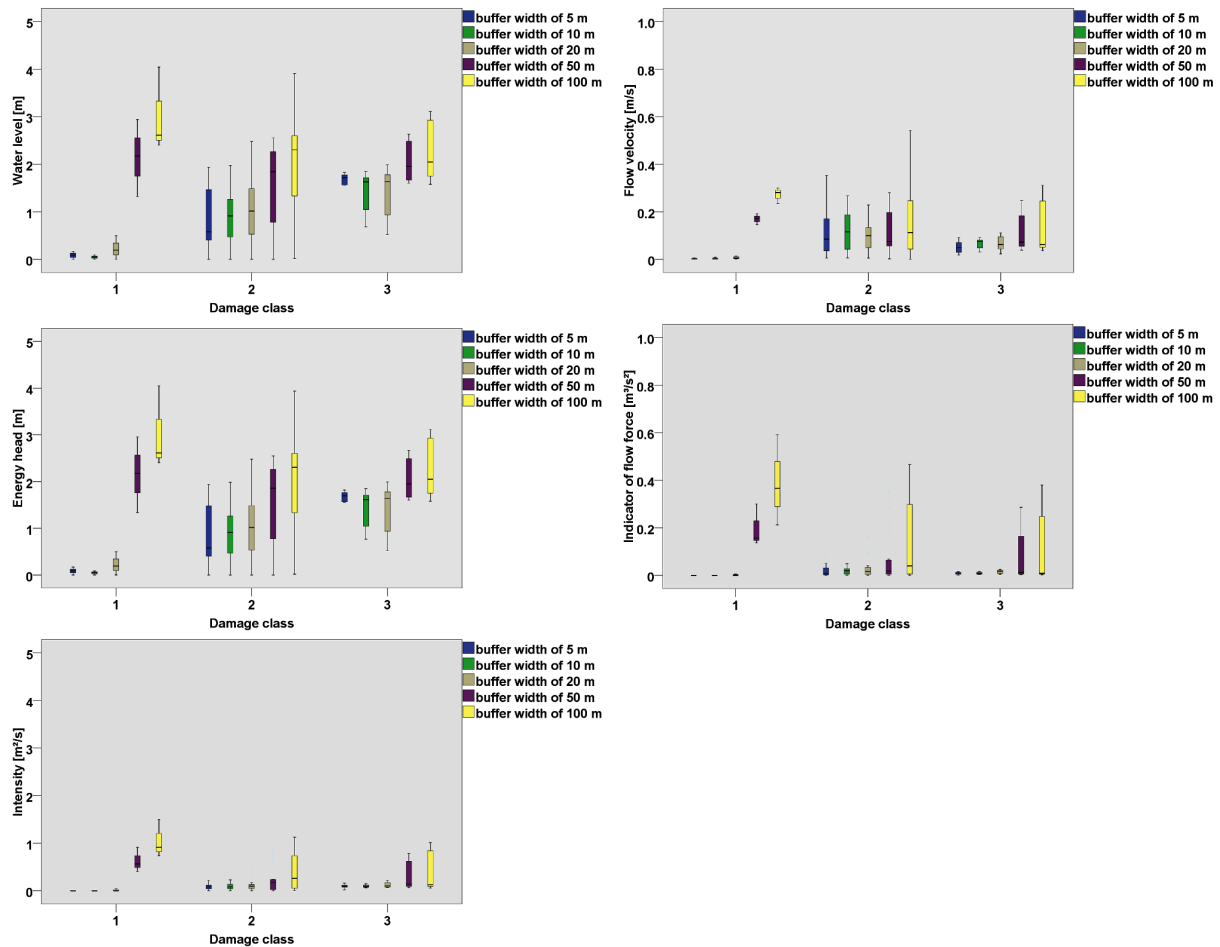 5
4
3
2
1
0
Water level [m]
1
2
3
Damage class
buffer width of 5 m
buffer width of 10 m
buffer width of 20 m
buffer width of 50 m
buffer width of 100 m
1.0
0.8
0.6
0.4
0.2
0.0
Flow velocity [m/s]
1
2
3
Damage class
buffer width of 5 m
buffer width of 10 m
buffer width of 20 m
buffer width of 50 m
buffer width of 100 m
5
4
3
2
1
0
Energy head [m]
1
2
3
Damage class
buffer width of 5 m
buffer width of 10 m
buffer width of 20 m
buffer width of 50 m
buffer width of 100 m
1.0
0.8
0.6
0.4
0.2
0
Indicator of flow force [m³/s²]
1
2
3
Damage class
buffer width of 5 m
buffer width of 10 m
buffer width of 20 m
buffer width of 50 m
buffer width of 100 m
5
4
3
2
1
0
Intensity [m²/s]
1
2
3
Damage class
buffer width of 5 m
buffer width of 10 m
buffer width of 20 m
buffer width of 50 m
buffer width of 100 m